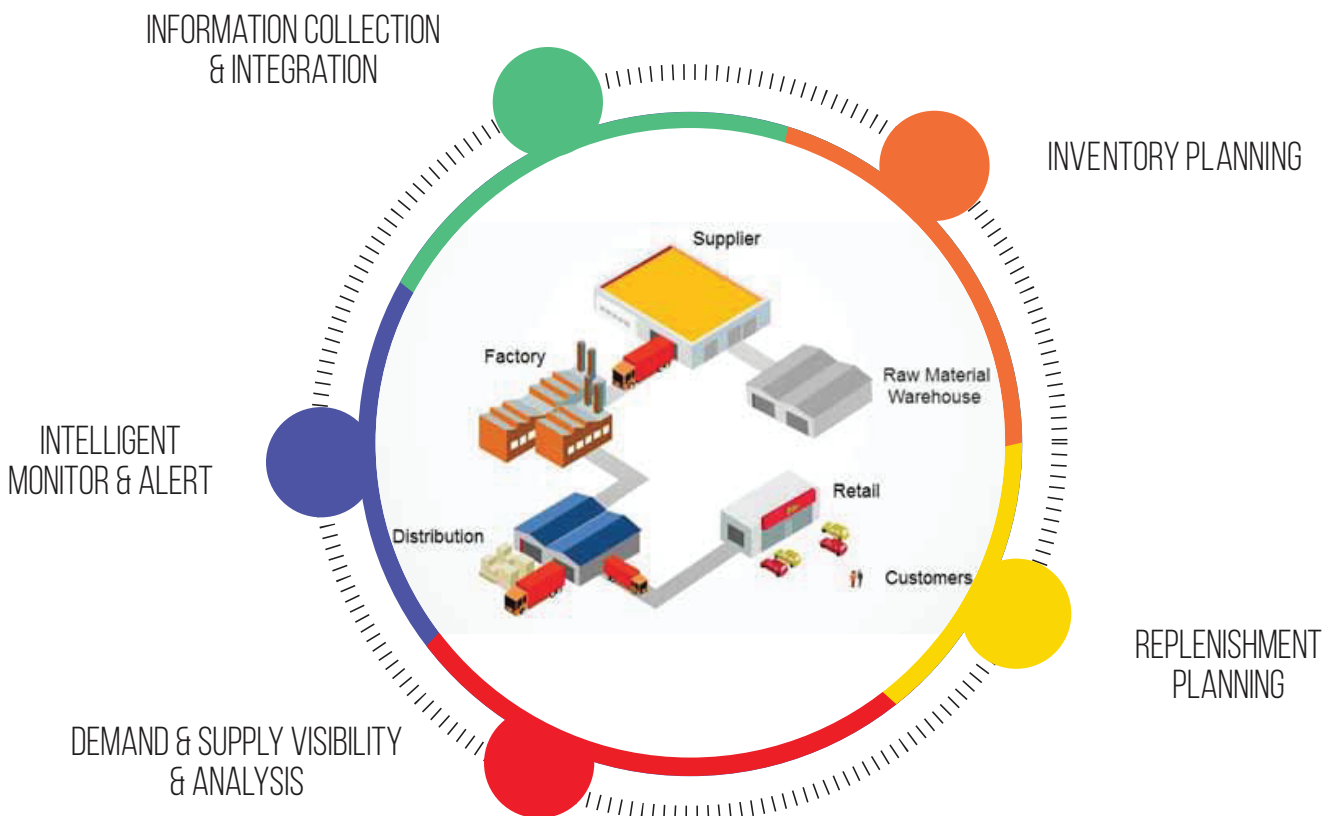 INFORMATION COLLECTION
& INTEGRATION
INVENTORY PLANNING
Supplier
Factory
Raw Material
Warehouse
INTELLIGENT
MONITOR & ALERT
Retail
Distribution
Customers
REPLENISHMENT
PLANNING
DEMAND & SUPPLY VISIBILITY
& ANALYSIS